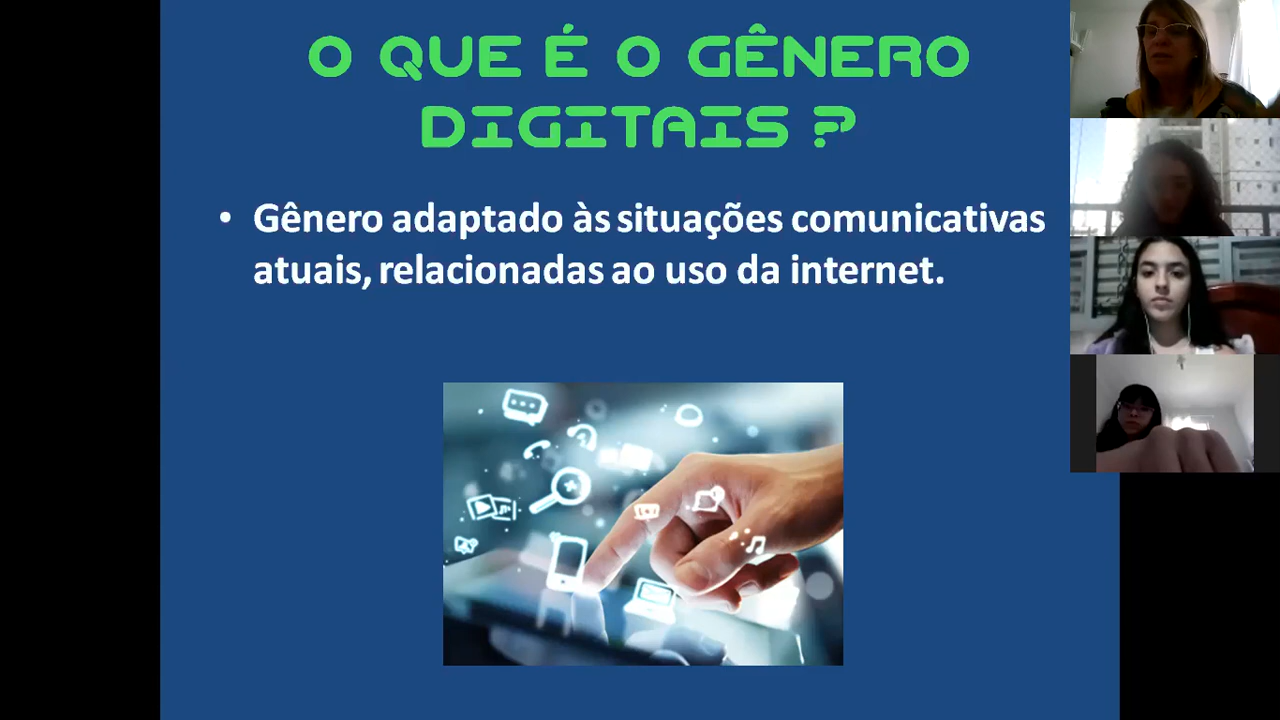 O QUE É O GÊNERO
DIGITAIS ?
• Gênero adaptado às situações comunicativas
atuais, relacionadas ao uso da internet.